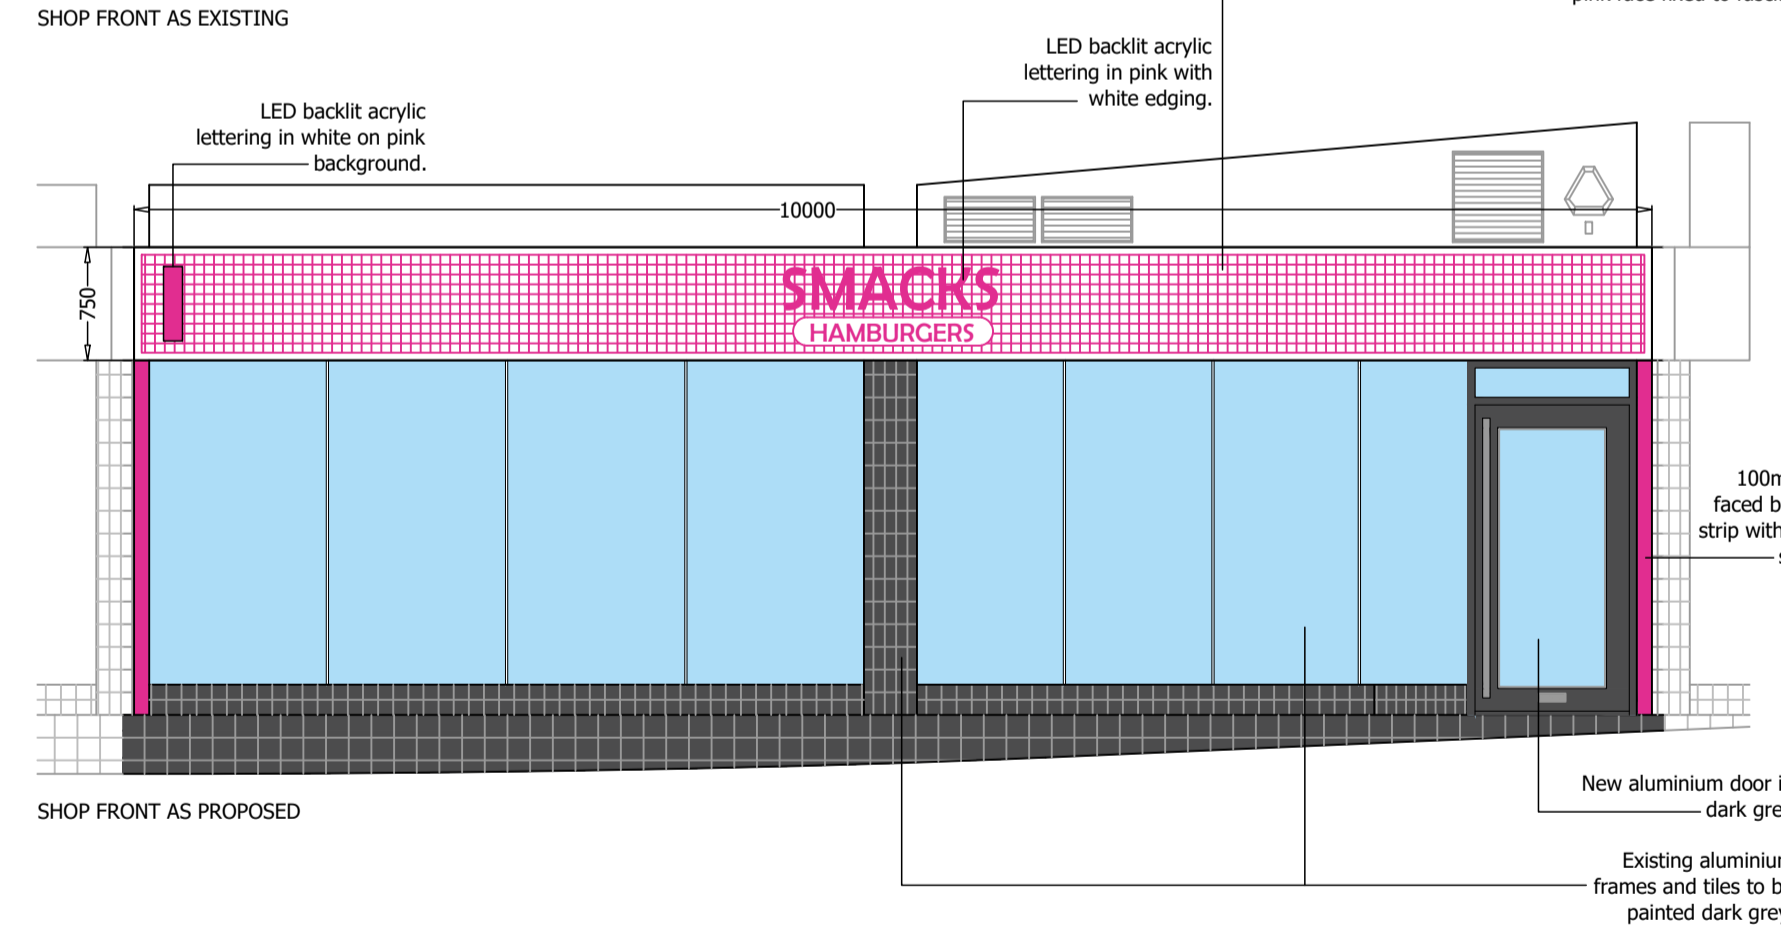 SHOP FRONT AS EXISTING
LED backlit acrylic
lettering in pink with
white edging.
LED backlit acrylic
lettering in white on pink
background.
10000
750
SMACKS
HAMBURGERS
100m
faced b
strip with
s
New aluminium door i
dark gre
SHOP FRONT AS PROPOSED
Existing aluminiu
frames and tiles to b
painted dark grey